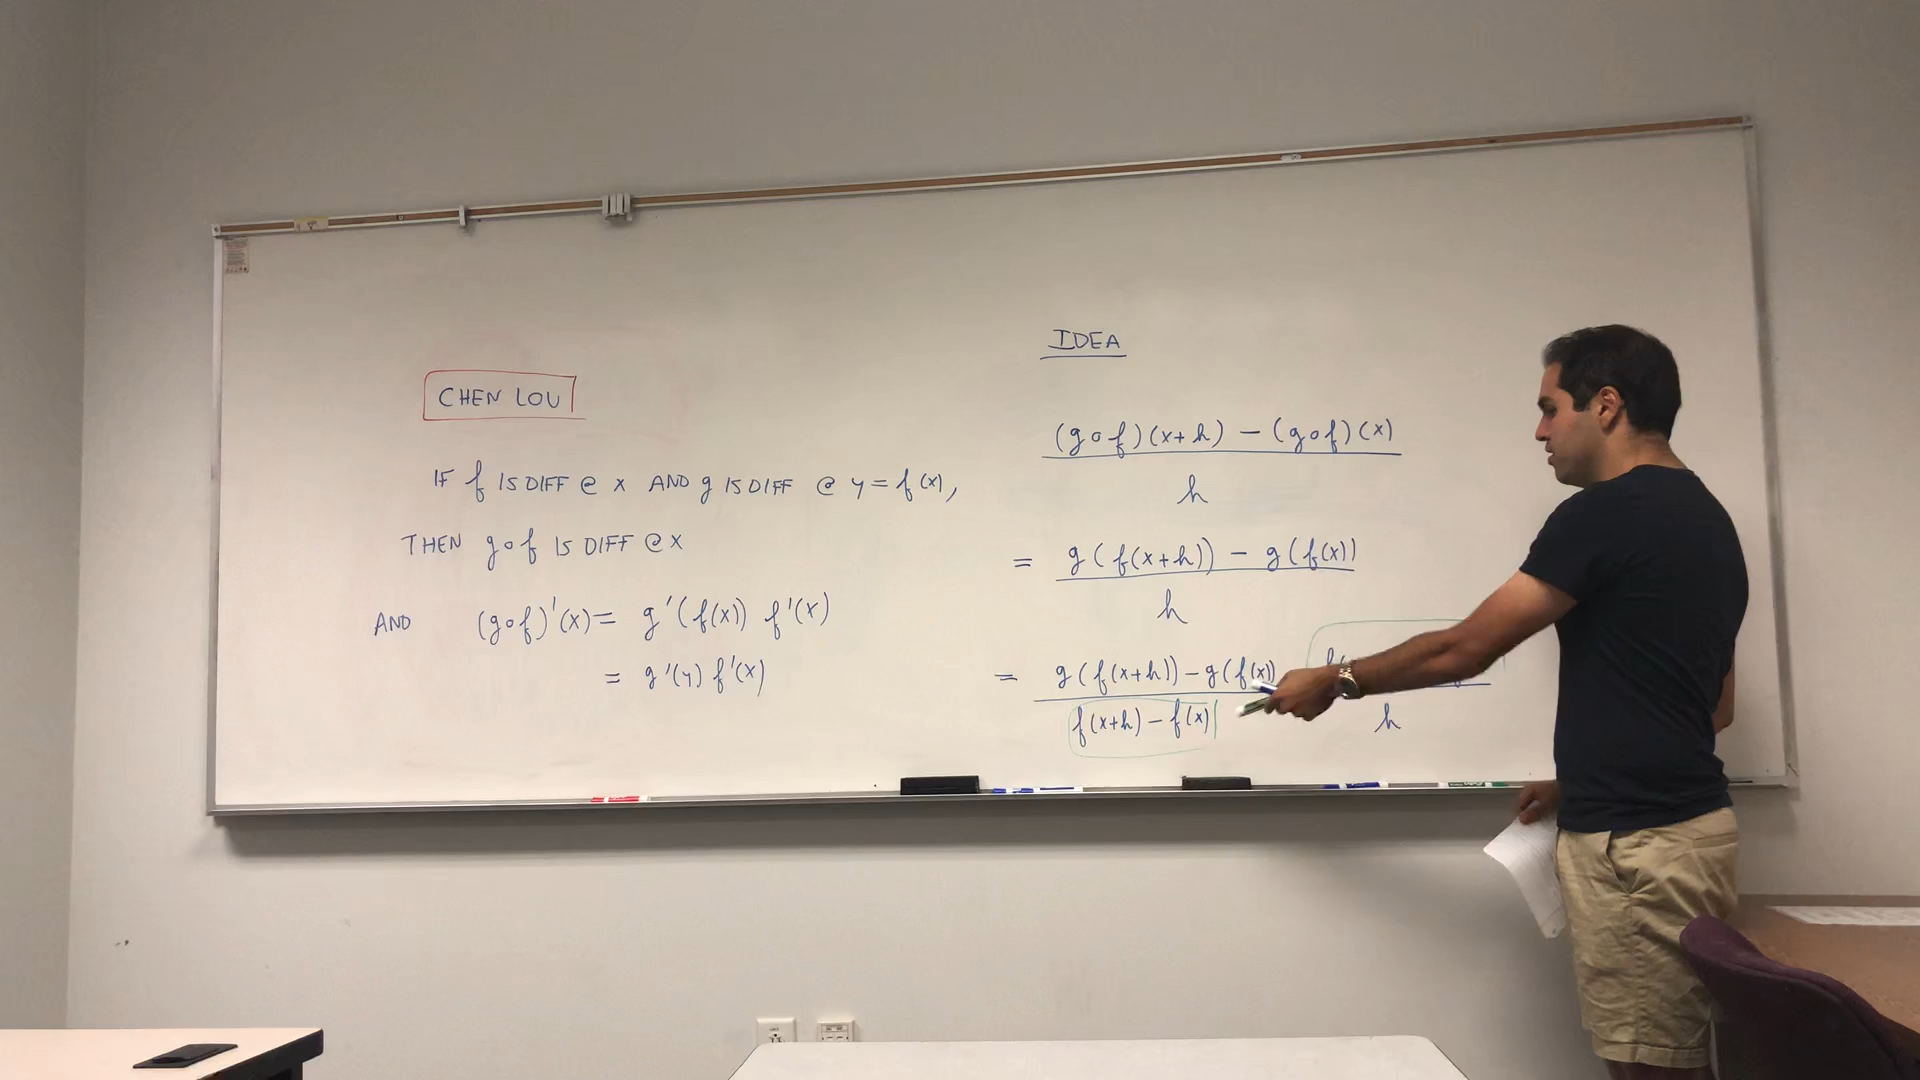 CHEN LOU
IF f IS DIFF @ x AND g IS DIFF @ y = f(x),
THEN g∘f IS DIFF @ x
AND (g∘f)'(x) = g'(f(x)) f'(x)
= g'(y) f'(x)
IDEA
(g∘f)(x+h) − (g∘f)(x)
h
= g(f(x+h)) − g(f(x))
h
= g(f(x+h)) − g(f(x))
f(x+h) − f(x)
h